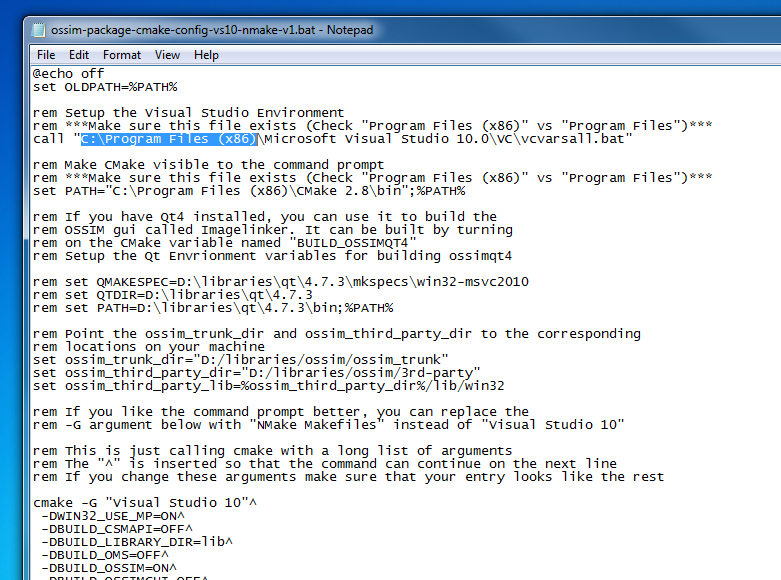 ossim-package-cmake-config-vs10-nmake-v1.bat - Notepad
File Edit Format View Help
@echo off
set OLDPATH=%PATH%
rem Setup the Visual Studio Environment
rem ***Make sure this file exists (Check "Program Files (x86)" vs "Program Files")***
call "C:\Program Files (x86)\Microsoft Visual Studio 10.0\VC\vcvarsall.bat"
rem Make CMake visible to the command prompt
rem ***Make sure this file exists (Check "Program Files (x86)" vs "Program Files")***
set PATH="C:\Program Files (x86)\CMake 2.8\bin";%PATH%
rem If you have Qt4 installed, you can use it to build the
rem OSSIM gui called Imagelinker. It can be built by turning
rem on the CMake variable named "BUILD_OSSIMQT4"
rem Setup the Qt Envrionment variables for building ossimqt4
rem set QMAKESPEC=D:\libraries\qt\4.7.3\mkspecs\win32-msvc2010
rem set QTDIR=D:\libraries\qt\4.7.3
rem set PATH=D:\libraries\qt\4.7.3\bin;%PATH%
rem Point the ossim_trunk_dir and ossim_third_party_dir to the corresponding
rem locations on your machine
set ossim_trunk_dir="D:/libraries/ossim/ossim_trunk"
set ossim_third_party_dir="D:/libraries/ossim/3rd-party"
set ossim_third_party_lib=%ossim_third_party_dir%/lib/win32
rem If you like the command prompt better, you can replace the
rem -G argument below with "NMake Makefiles" instead of "Visual Studio 10"
rem This is just calling cmake with a long list of arguments
rem The "^" is inserted so that the command can continue on the next line
rem If you change these arguments make sure that your entry looks like the rest
cmake -G "Visual Studio 10"^
-DWIN32_USE_MP=ON^
-DBUILD_CSMAPI=OFF^
-DBUILD_LIBRARY_DIR=lib^
-DBUILD_OMS=OFF^
-DBUILD_OSSIM=ON^